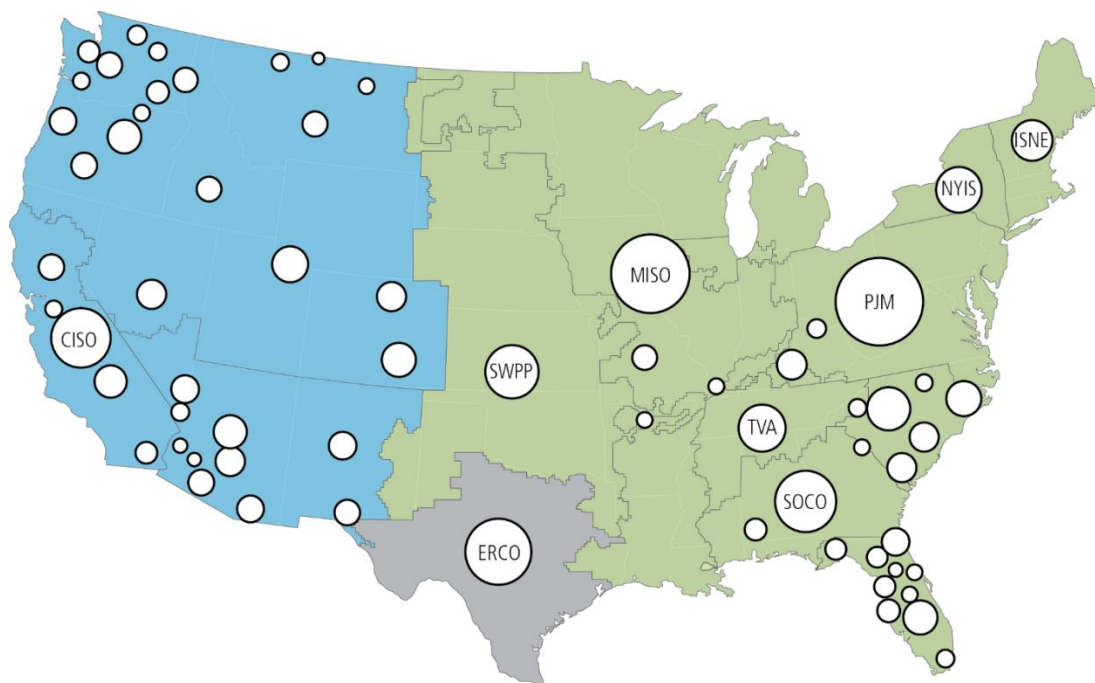 ISNE
NYIS
MISO
PJM
CISO
SWPP
TVA
SOCO
ERCO